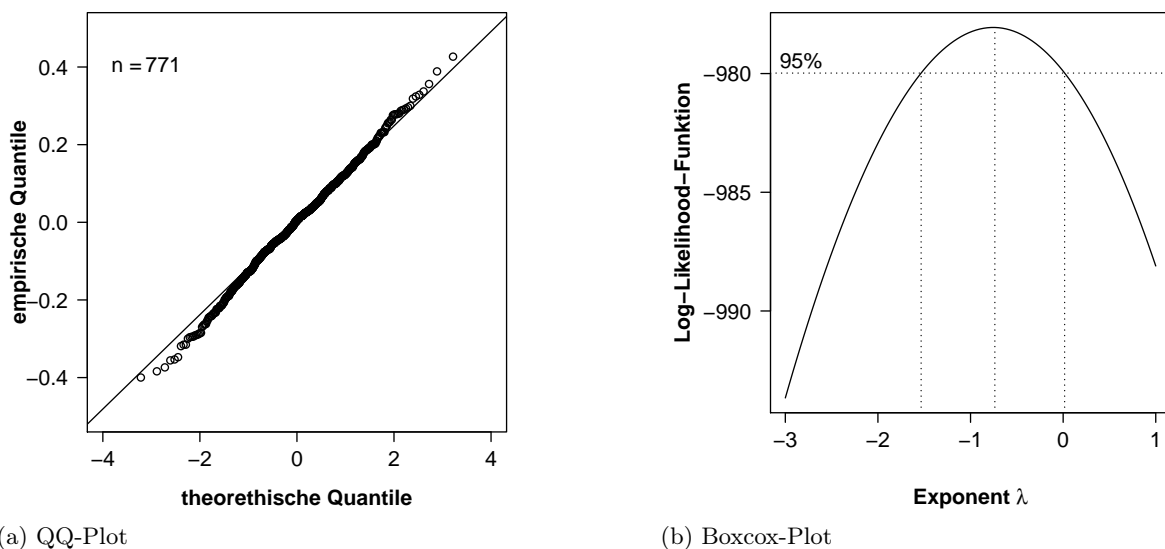 n = 771
empirische Quantile
0.4
0.2
0.0
−0.2
−0.4
−4
−2
0
2
4
theorethische Quantile
(a) QQ-Plot
95%
Log−Likelihood−Funktion
−980
−985
−990
−3
−2
−1
0
1
Exponent λ
(b) Boxcox-Plot